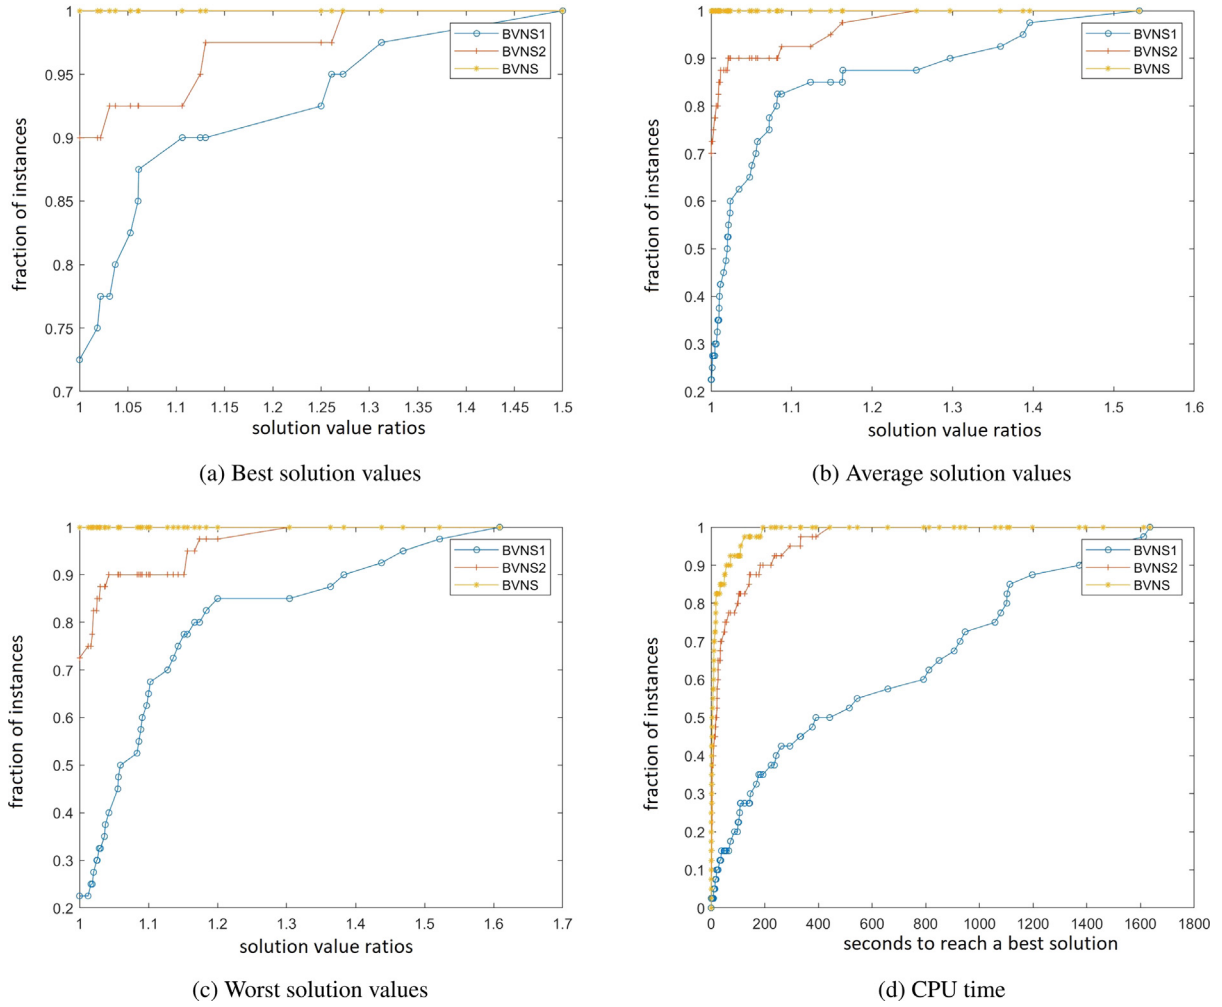 1
0.95
0.9
0.85
0.8
0.75
0.7
fraction of instances
1 1.05 1.1 1.15 1.2 1.25 1.3 1.35 1.4 1.45 1.5
solution value ratios
BVNS1
BVNS2
BVNS
(a) Best solution values
1
0.9
0.8
0.7
0.6
0.5
0.4
0.3
0.2
fraction of instances
1 1.1 1.2 1.3 1.4 1.5 1.6
solution value ratios
BVNS1
BVNS2
BVNS
(b) Average solution values
1
0.9
0.8
0.7
0.6
0.5
0.4
0.3
0.2
fraction of instances
1 1.1 1.2 1.3 1.4 1.5 1.6 1.7
solution value ratios
BVNS1
BVNS2
BVNS
(c) Worst solution values
1
0.9
0.8
0.7
0.6
0.5
0.4
0.3
0.2
0.1
0
fraction of instances
0 200 400 600 800 1000 1200 1400 1600 1800
seconds to reach a best solution
BVNS1
BVNS2
BVNS
(d) CPU time